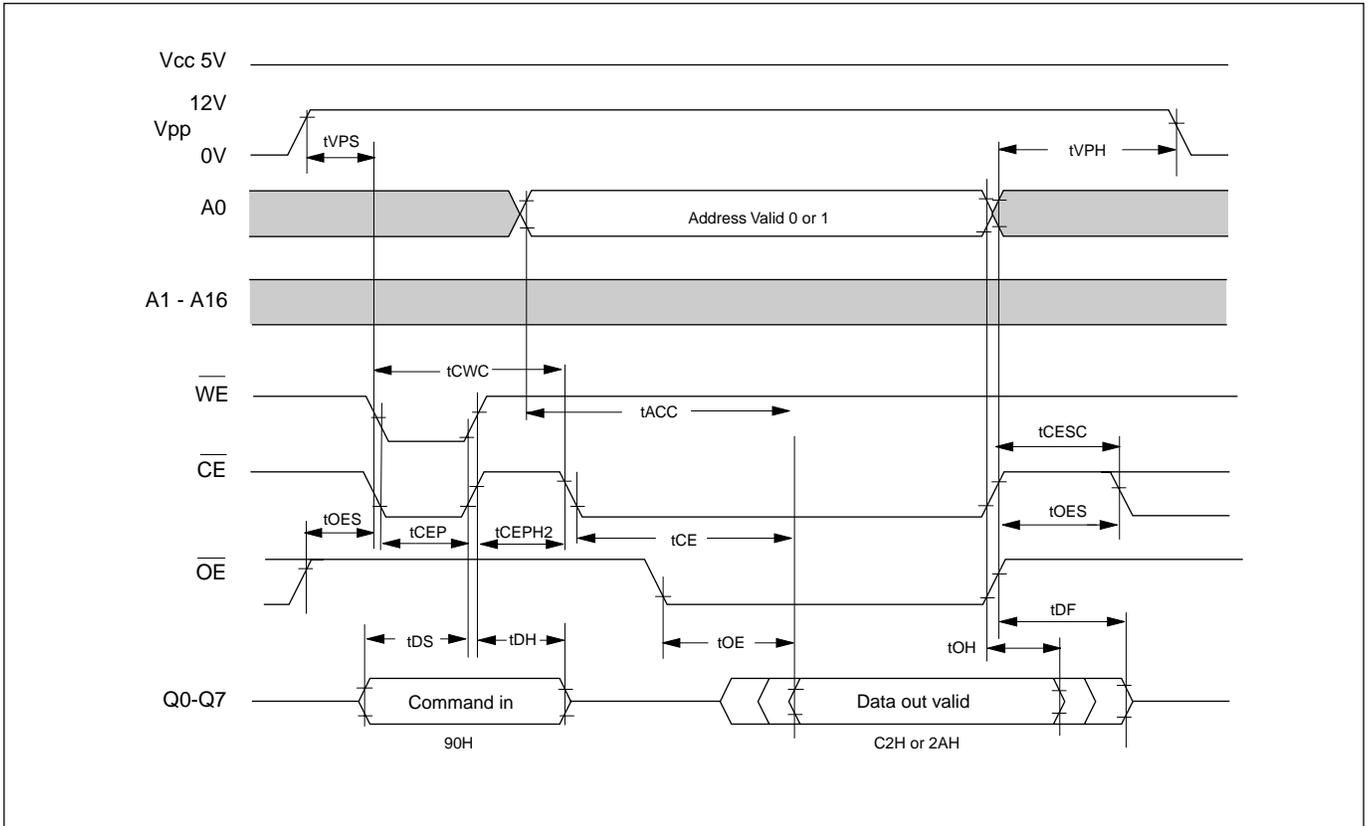 Vcc 5V
12V
Vpp
0V
tVPS
tVPH
A0
Address Valid 0 or 1
A1 - A16
tCWC
WE
tACC
tCESC
CE
tOES
tCEP
tCEPH2
tCE
tOES
OE
tDS
tDH
tOE
tOH
tDF
Q0-Q7
Command in
Data out valid
90H
C2H or 2AH